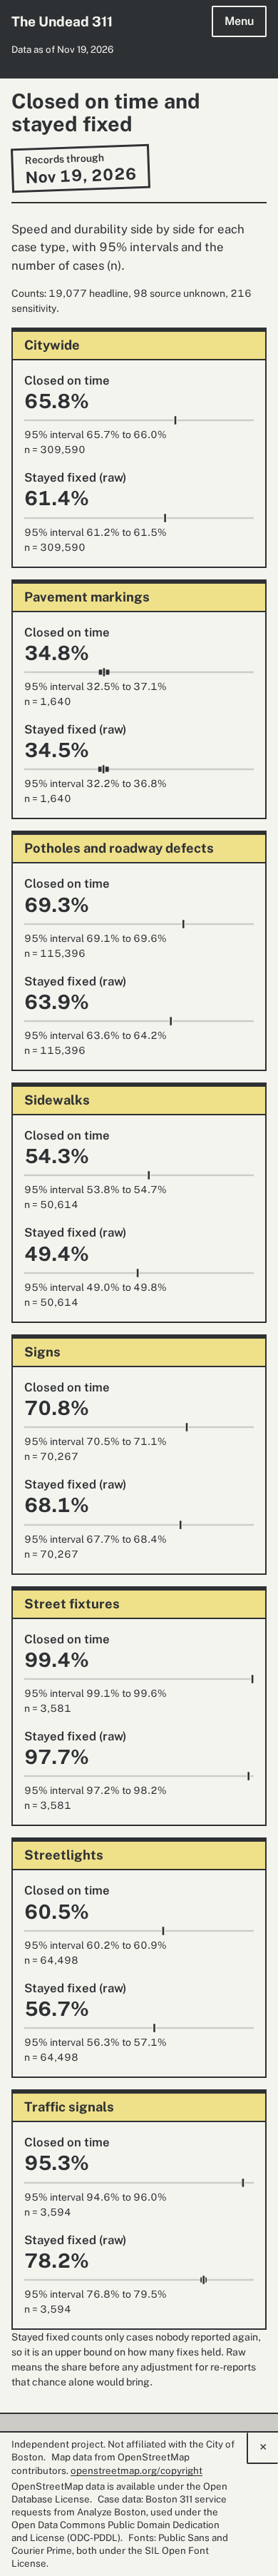 The Undead 311
Menu
Data as of Nov 19, 2026
Closed on time and
stayed fixed
Records through
Nov 19, 2026
Speed and durability side by side for each
case type, with 95% intervals and the
number of cases (n).
Counts: 19,077 headline, 98 source unknown, 216
sensitivity.
Citywide
Closed on time
65.8%
95% interval 65.7% to 66.0%
n = 309,590
Stayed fixed (raw)
61.4%
95% interval 61.2% to 61.5%
n = 309,590
Pavement markings
Closed on time
34.8%
95% interval 32.5% to 37.1%
n = 1,640
Stayed fixed (raw)
34.5%
95% interval 32.2% to 36.8%
n = 1,640
Potholes and roadway defects
Closed on time
69.3%
95% interval 69.1% to 69.6%
n = 115,396
Stayed fixed (raw)
63.9%
95% interval 63.6% to 64.2%
n = 115,396
Sidewalks
Closed on time
54.3%
95% interval 53.8% to 54.7%
n = 50,614
Stayed fixed (raw)
49.4%
95% interval 49.0% to 49.8%
n = 50,614
Signs
Closed on time
70.8%
95% interval 70.5% to 71.1%
n = 70,267
Stayed fixed (raw)
68.1%
95% interval 67.7% to 68.4%
n = 70,267
Street fixtures
Closed on time
99.4%
95% interval 99.1% to 99.6%
n = 3,581
Stayed fixed (raw)
97.7%
95% interval 97.2% to 98.2%
n = 3,581
Streetlights
Closed on time
60.5%
95% interval 60.2% to 60.9%
n = 64,498
Stayed fixed (raw)
56.7%
95% interval 56.3% to 57.1%
n = 64,498
Traffic signals
Closed on time
95.3%
95% interval 94.6% to 96.0%
n = 3,594
Stayed fixed (raw)
78.2%
95% interval 76.8% to 79.5%
n = 3,594
Stayed fixed counts only cases nobody reported again,
so it is an upper bound on how many fixes held. Raw
means the share before any adjustment for re-reports
that chance alone would bring.
Independent project. Not affiliated with the City of
Boston. Map data from OpenStreetMap
contributors. openstreetmap.org/copyright
×
OpenStreetMap data is available under the Open
Database License. Case data: Boston 311 service
requests from Analyze Boston, used under the
Open Data Commons Public Domain Dedication
and License (ODC-PDDL). Fonts: Public Sans and
Courier Prime, both under the SIL Open Font
License.